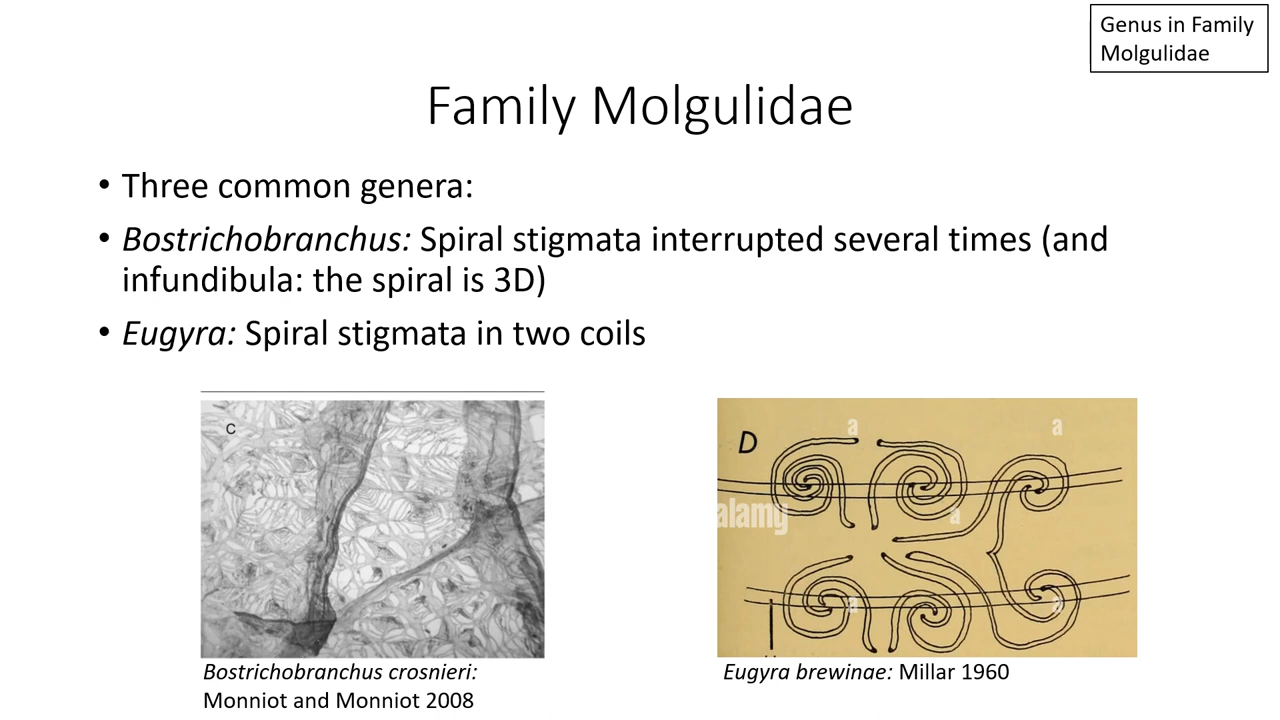 Genus in Family
Molgulidae
Family Molgulidae
• Three common genera:
• Bostrichobranchus: Spiral stigmata interrupted several times (and
infundibula: the spiral is 3D)
• Eugyra: Spiral stigmata in two coils
C
D
a
a
alamy
a
a
a
Bostrichobranchus crosnieri:
Monniot and Monniot 2008
Eugyra brewinae: Millar 1960